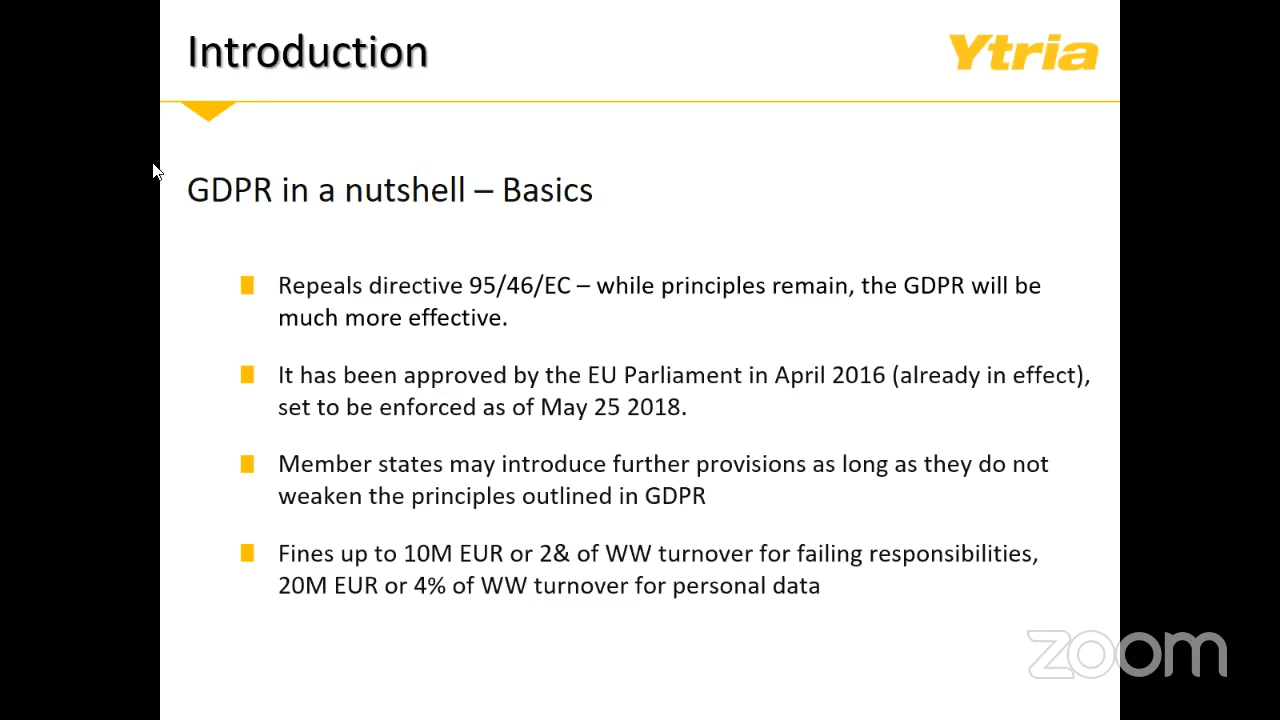 Introduction
Ytria
GDPR in a nutshell – Basics
Repeals directive 95/46/EC – while principles remain, the GDPR will be
much more effective.
It has been approved by the EU Parliament in April 2016 (already in effect),
set to be enforced as of May 25 2018.
Member states may introduce further provisions as long as they do not
weaken the principles outlined in GDPR
Fines up to 10M EUR or 2& of WW turnover for failing responsibilities,
20M EUR or 4% of WW turnover for personal data
zoom